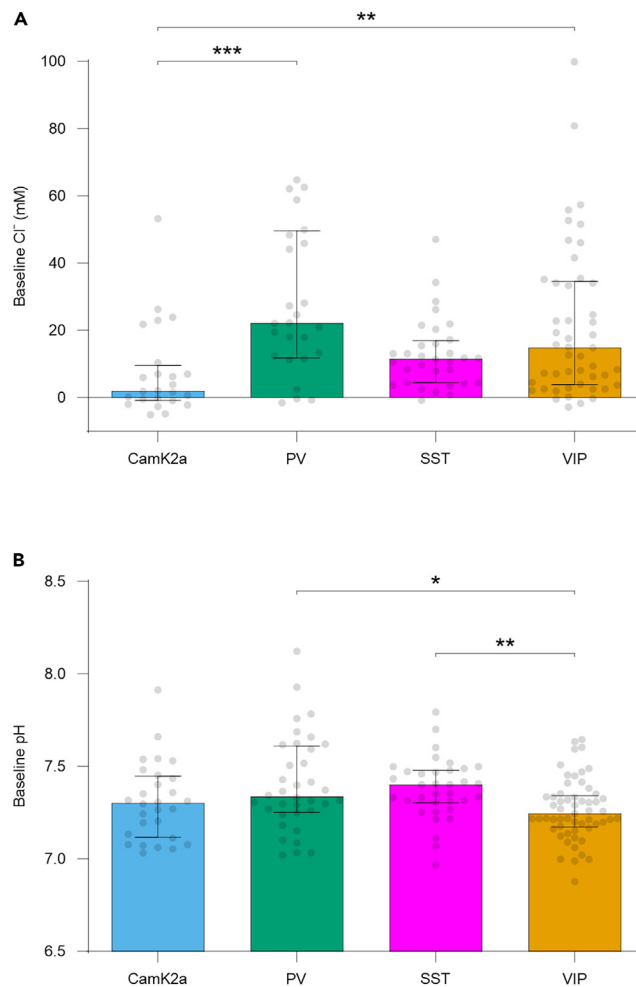 A
**
***
100
80
60
40
20
0
Baseline Cl⁻ (mM)
CamK2a PV SST VIP
B
8.5
*
8.0
**
7.5
7.0
6.5
Baseline pH
CamK2a PV SST VIP